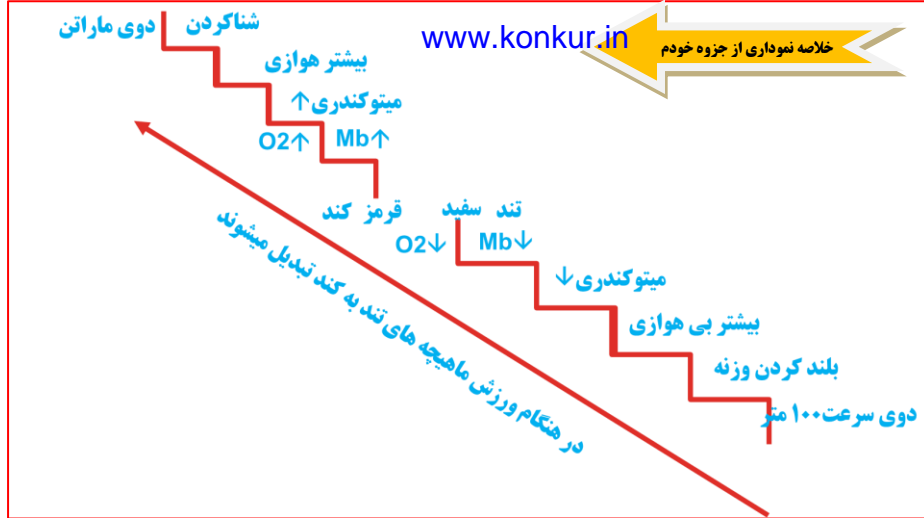 www.konkur.in
خلاصه نموداری از جزوه خودم
شناکردن
دوی ماراتن
بیشتر هوازی
میتوکندری↑
Mb↑
O2↑
قرمز کند
تند سفید
Mb↓
O2↓
میتوکندری↓
بیشتر بی هوازی
بلند کردن وزنه
دوی سرعت۱۰۰ متر
در هنگام ورزش ماهیچه های تند به کند تبدیل میشوند